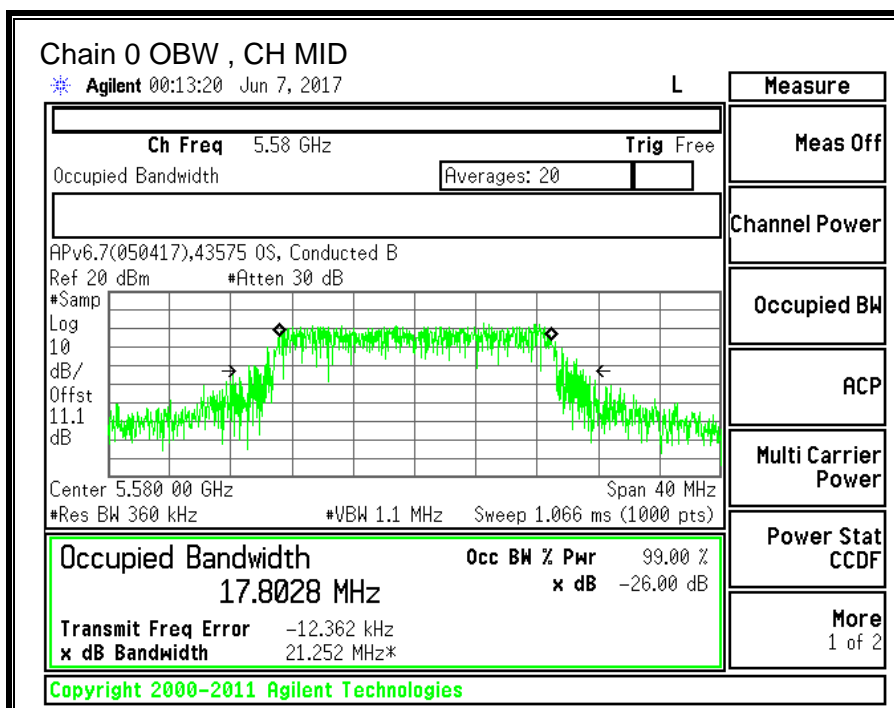 Chain 0 OBW , CH MID
Agilent 00:13:20 Jun 7, 2017 L
Measure
Ch Freq 5.58 GHz Trig Free
Occupied Bandwidth Averages: 20
APv6.7(050417),43575 OS, Conducted B
Ref 20 dBm #Atten 30 dB
#Samp
Log
10
dB/
Offst
11.1
dB
Center 5.580 00 GHz Span 40 MHz
#Res BW 360 kHz #VBW 1.1 MHz Sweep 1.066 ms (1000 pts)
Occupied Bandwidth Occ BW % Pwr 99.00 %
17.8028 MHz x dB -26.00 dB
Transmit Freq Error -12.362 kHz
x dB Bandwidth 21.252 MHz*
Meas Off
Channel Power
Occupied BW
ACP
Multi Carrier
Power
Power Stat
CCDF
More
1 of 2
Copyright 2000-2011 Agilent Technologies